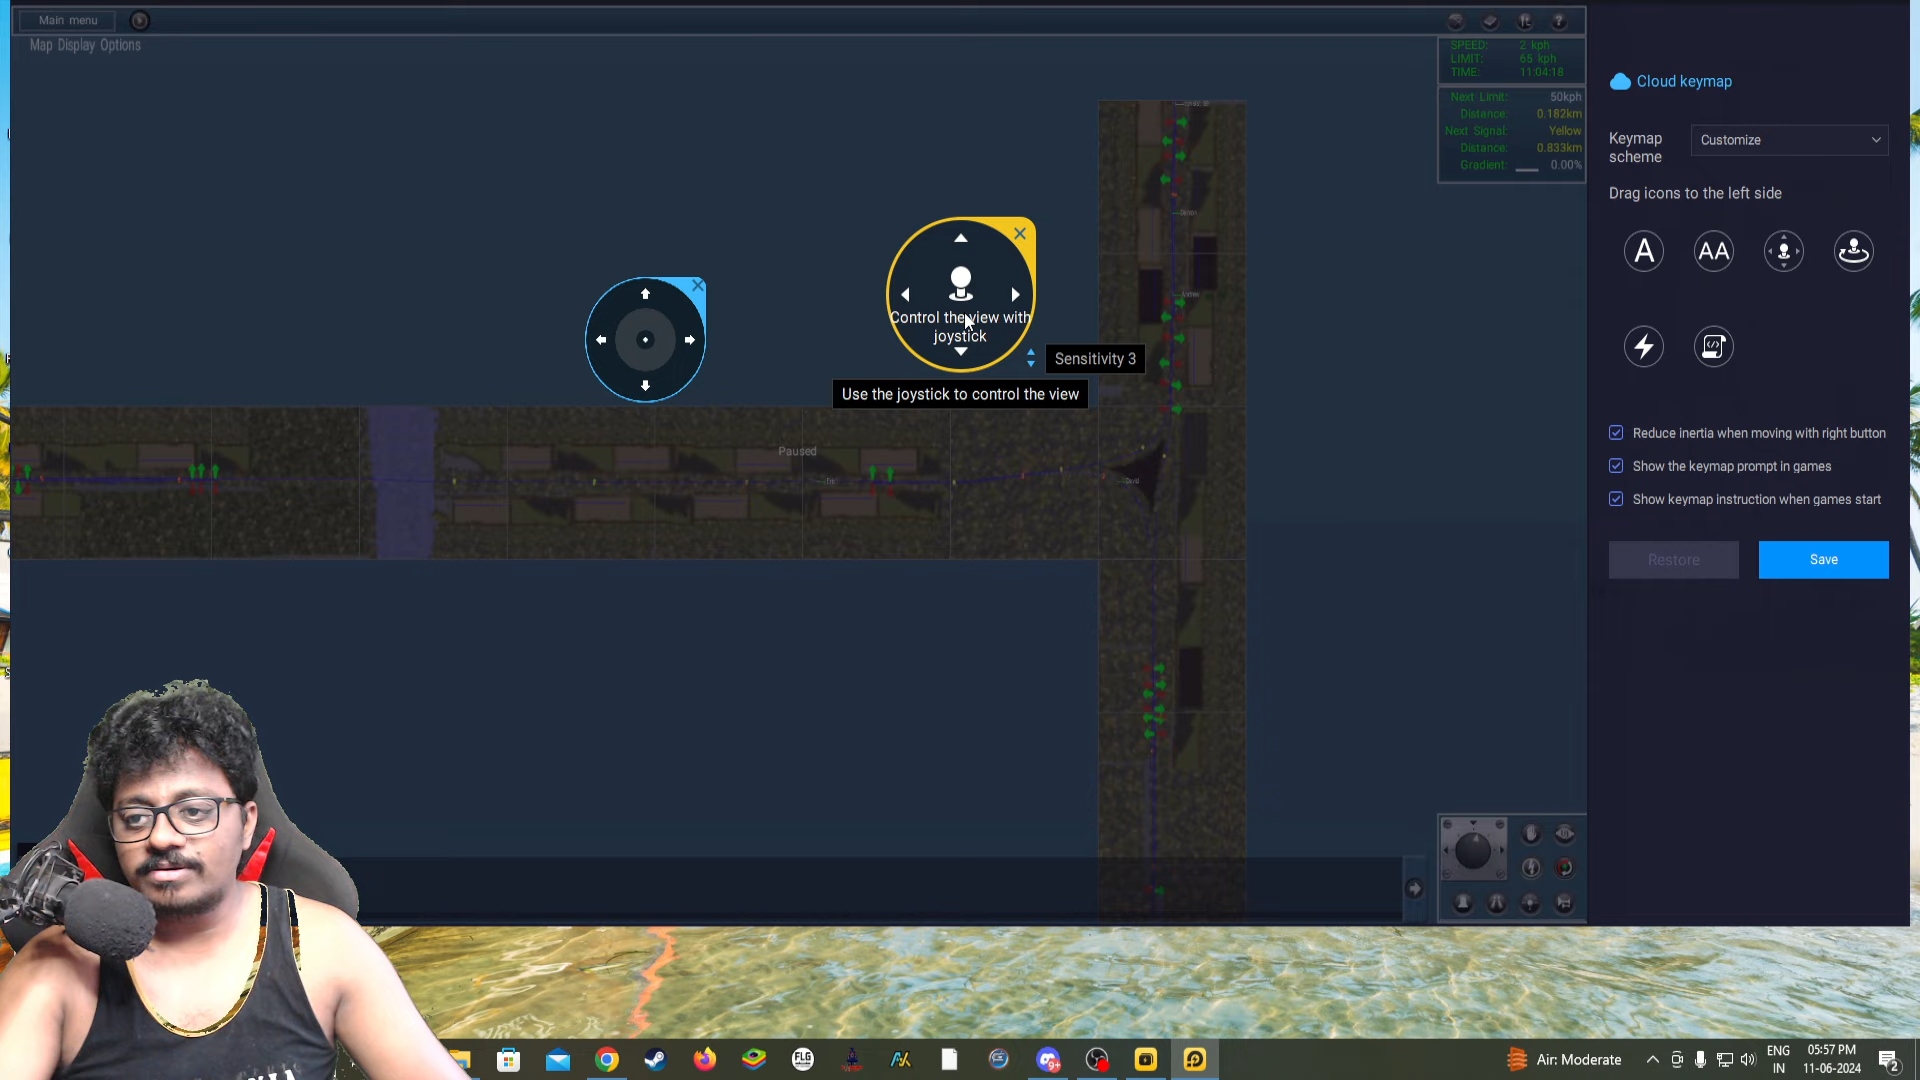 Main menu
Map Display Options
SPEED: 2 kph
LIMIT: 65 kph
TIME: 11:04:18
Next Limit: 50kph
Distance: 0.182km
Next Signal: Yellow
Distance: 0.833km
Gradient: 0.00%
Cloud keymap
Keymap scheme
Customize
Drag icons to the left side
A
AA
Control the view with
joystick
Sensitivity 3
Use the joystick to control the view
Paused
Reduce inertia when moving with right button
Show the keymap prompt in games
Show keymap instruction when games start
Restore
Save
FLG
9+
Air: Moderate
ENG
IN
05:57 PM
11-06-2024
2